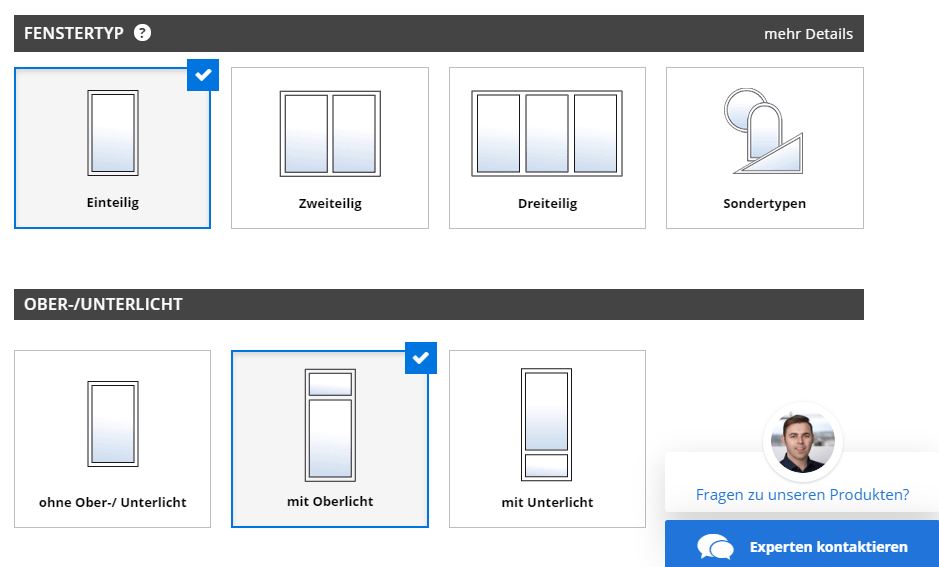 FENSTERTYP ?
mehr Details
Einteilig
Zweiteilig
Dreiteilig
Sondertypen
OBER-/UNTERLICHT
ohne Ober-/ Unterlicht
mit Oberlicht
mit Unterlicht
Fragen zu unseren Produkten?
Experten kontaktieren